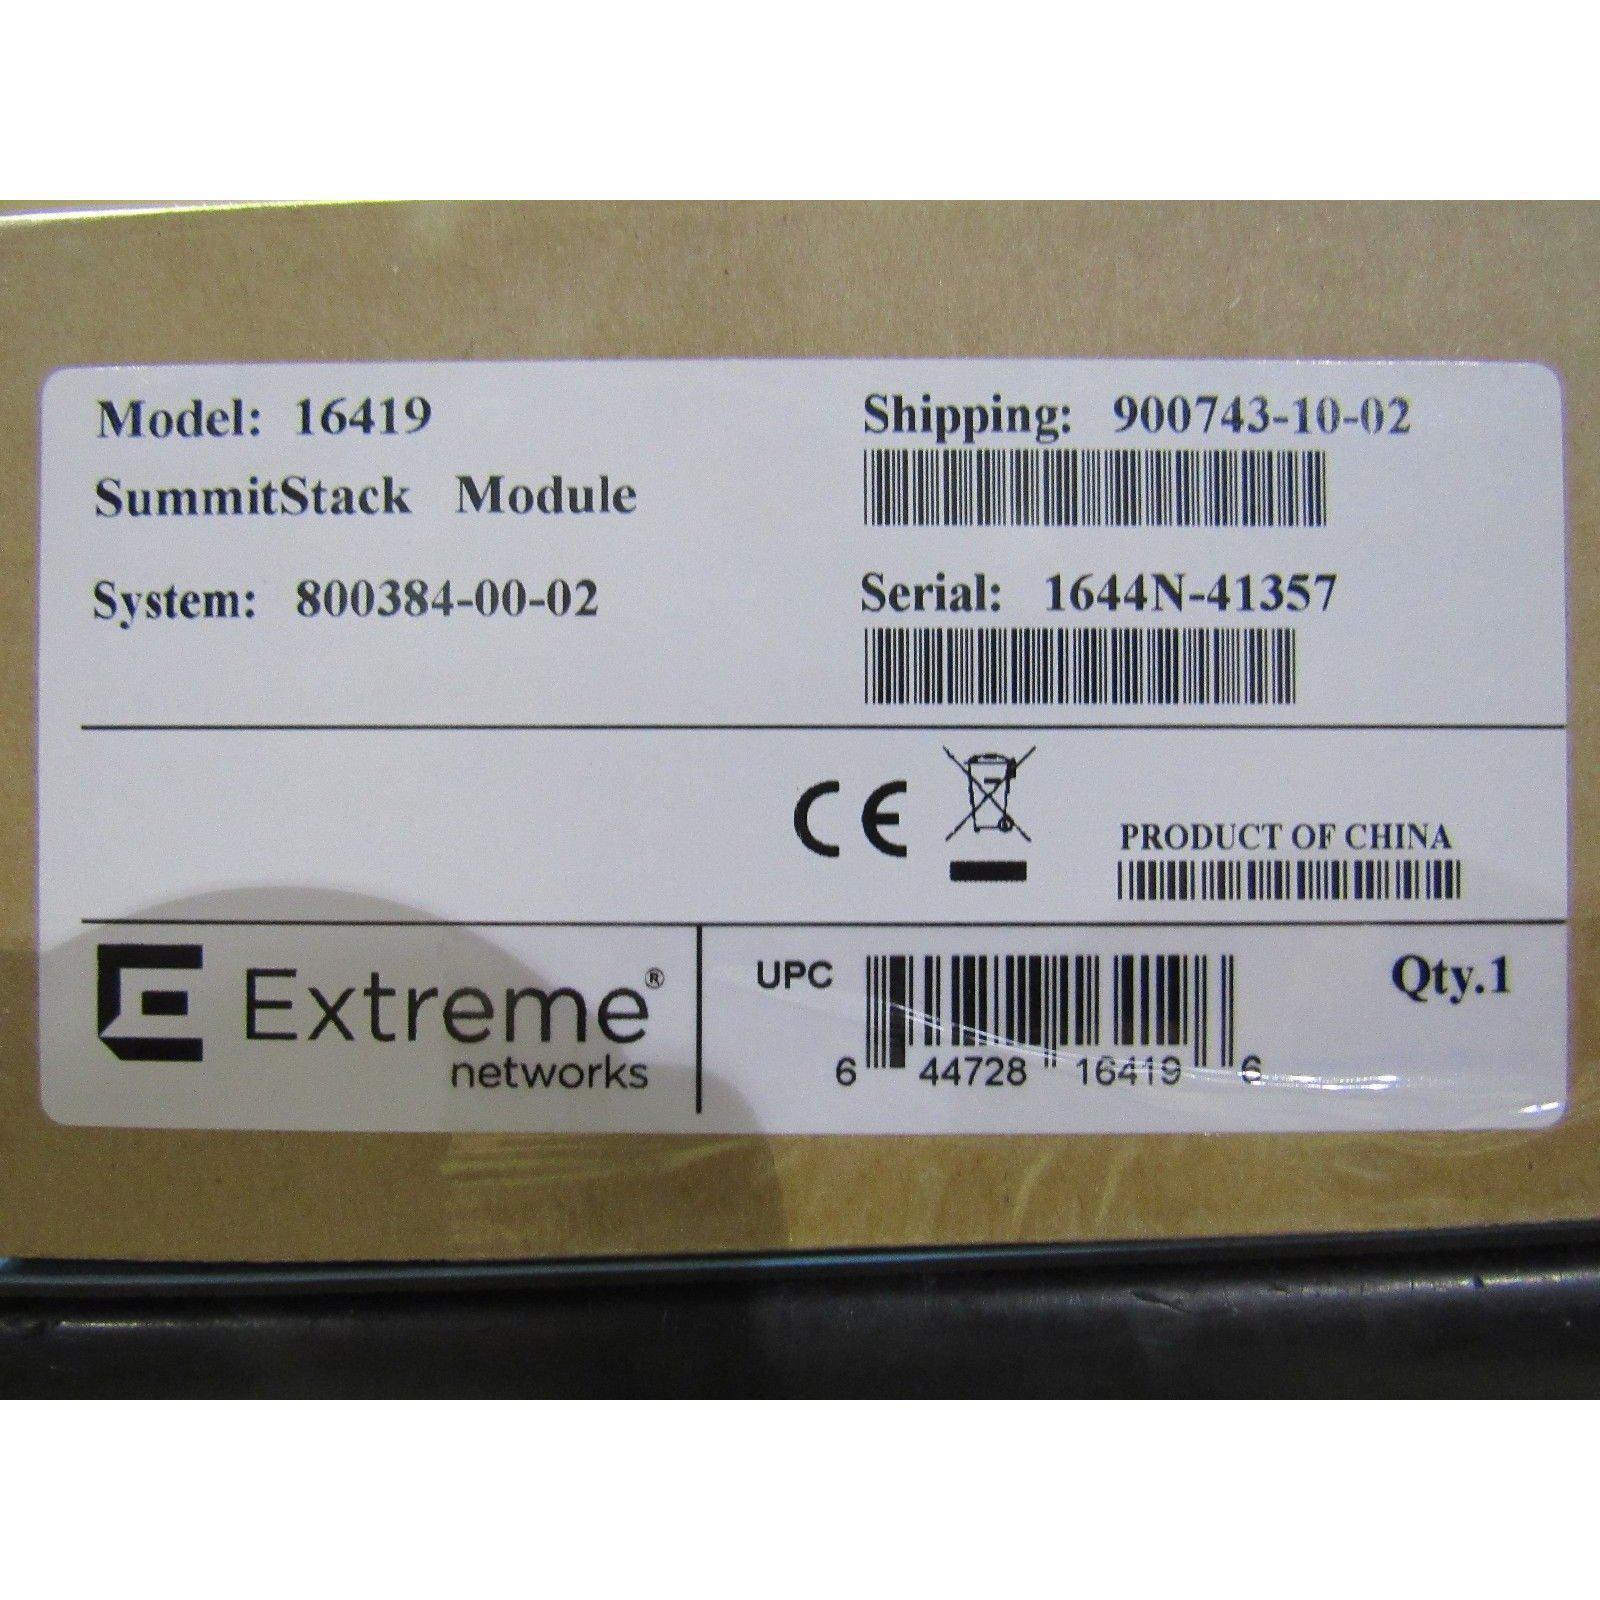 Model: 16419
SummitStack Module
System: 800384-00-02
Shipping: 900743-10-02
Serial: 1644N-41357
CE
PRODUCT OF CHINA
Extreme®
networks
UPC
6 44728 16419 6
Qty.1